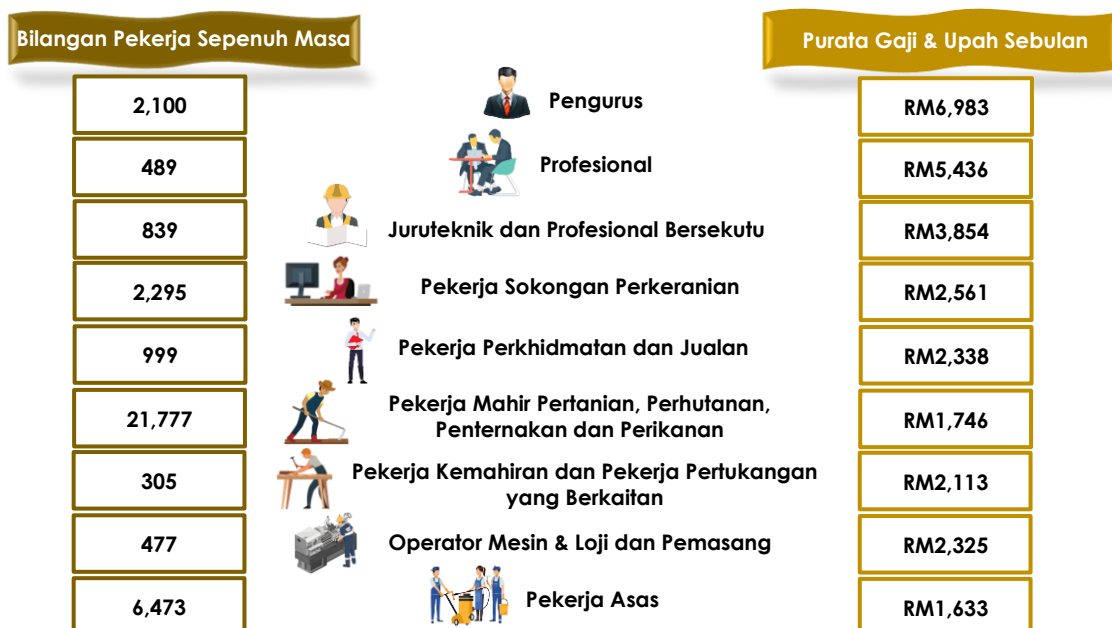 Bilangan Pekerja Sepenuh Masa
Purata Gaji & Upah Sebulan
2,100
Pengurus
RM6,983
489
Profesional
RM5,436
839
Juruteknik dan Profesional Bersekutu
RM3,854
2,295
Pekerja Sokongan Perkeranian
RM2,561
999
Pekerja Perkhidmatan dan Jualan
RM2,338
21,777
Pekerja Mahir Pertanian, Perhutanan,
Penternakan dan Perikanan
RM1,746
305
Pekerja Kemahiran dan Pekerja Pertukangan
yang Berkaitan
RM2,113
477
Operator Mesin & Loji dan Pemasang
RM2,325
6,473
Pekerja Asas
RM1,633